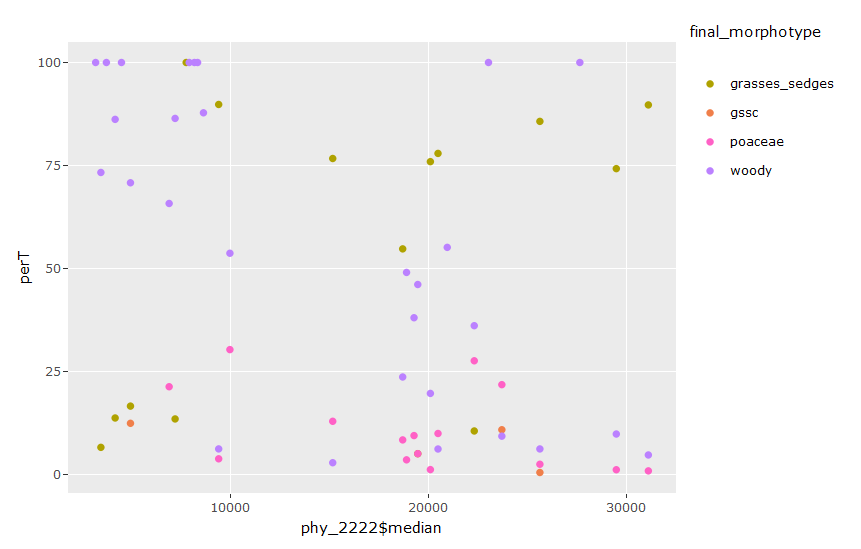 final_morphotype
grasses_sedges
gssc
poaceae
woody
100
75
50
25
0
perT
10000
20000
30000
phy_2222$median